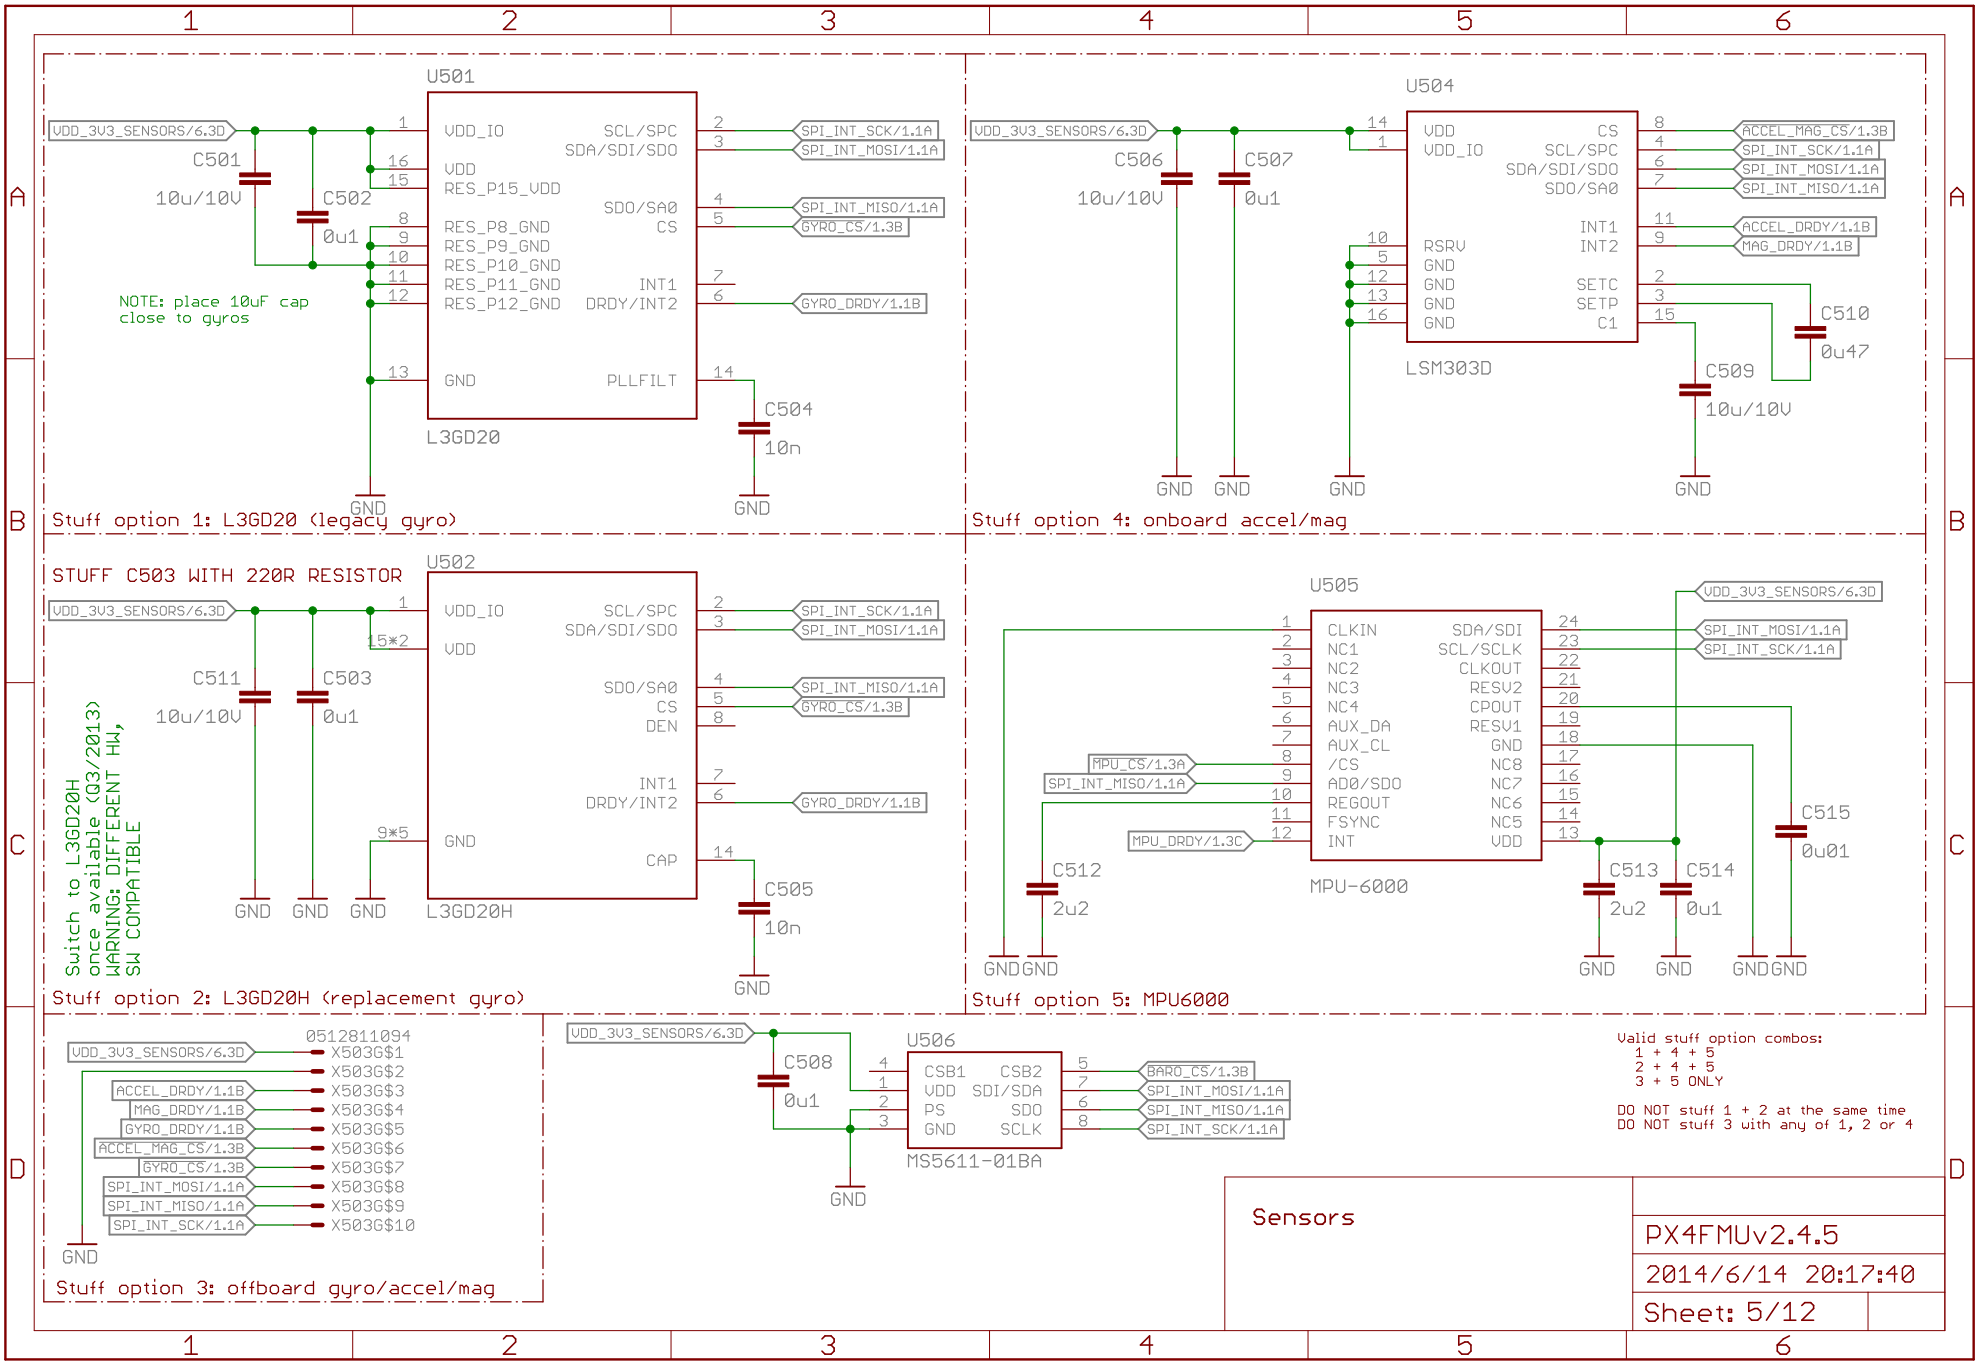 1 2 3 4 5 6
A
B
C
D
A
B
C
D
U501
VDD_3V3_SENSORS/6.3D
C501
10u/10V
C502
0u1
NOTE: place 10uF cap
close to gyros
1 VDD_IO
16 VDD
15 RES_P15_VDD
8 RES_P8_GND
9 RES_P9_GND
10 RES_P10_GND
11 RES_P11_GND
12 RES_P12_GND
13 GND
SCL/SPC 2 SPI_INT_SCK/1.1A
SDA/SDI/SDO 3 SPI_INT_MOSI/1.1A
SDO/SA0 4 SPI_INT_MISO/1.1A
CS 5 GYRO_CS/1.3B
INT1 7
DRDY/INT2 6 GYRO_DRDY/1.1B
PLLFILT 14
L3GD20
C504
10n
GND
GND
Stuff option 1: L3GD20 (legacy gyro)
U504
VDD_3V3_SENSORS/6.3D
C506
10u/10V
C507
0u1
14 VDD
1 VDD_IO
10 RSRV
5 GND
12 GND
13 GND
16 GND
CS 8 ACCEL_MAG_CS/1.3B
SCL/SPC 4 SPI_INT_SCK/1.1A
SDA/SDI/SDO 6 SPI_INT_MOSI/1.1A
SDO/SA0 7 SPI_INT_MISO/1.1A
INT1 11 ACCEL_DRDY/1.1B
INT2 9 MAG_DRDY/1.1B
SETC 2
SETP 3
C1 15
LSM303D
C510
0u47
C509
10u/10V
GND GND GND GND
Stuff option 4: onboard accel/mag
STUFF C503 WITH 220R RESISTOR
U502
VDD_3V3_SENSORS/6.3D
C511
10u/10V
C503
0u1
1 VDD_IO
15*2 VDD
9*5 GND
SCL/SPC 2 SPI_INT_SCK/1.1A
SDA/SDI/SDO 3 SPI_INT_MOSI/1.1A
SDO/SA0 4 SPI_INT_MISO/1.1A
CS 5 GYRO_CS/1.3B
DEN 8
INT1 7
DRDY/INT2 6 GYRO_DRDY/1.1B
CAP 14
L3GD20H
C505
10n
GND GND GND
GND
Switch to L3GD20H
once available (Q3/2013)
WARNING: DIFFERENT HW,
SW COMPATIBLE
Stuff option 2: L3GD20H (replacement gyro)
U505
VDD_3V3_SENSORS/6.3D
1 CLKIN
2 NC1
3 NC2
4 NC3
5 NC4
6 AUX_DA
7 AUX_CL
MPU_CS/1.3A 8 /CS
SPI_INT_MISO/1.1A 9 AD0/SDO
10 REGOUT
11 FSYNC
MPU_DRDY/1.3C 12 INT
SDA/SDI 24 SPI_INT_MOSI/1.1A
SCL/SCLK 23 SPI_INT_SCK/1.1A
CLKOUT 22
RESV2 21
CPOUT 20
RESV1 19
GND 18
NC8 17
NC7 16
NC6 15
NC5 14
VDD 13
MPU-6000
C512
2u2
C513
2u2
C514
0u1
C515
0u01
GND GND GND GND GND GND
Stuff option 5: MPU6000
0512811094
VDD_3V3_SENSORS/6.3D X503G$1
X503G$2
ACCEL_DRDY/1.1B X503G$3
MAG_DRDY/1.1B X503G$4
GYRO_DRDY/1.1B X503G$5
ACCEL_MAG_CS/1.3B X503G$6
GYRO_CS/1.3B X503G$7
SPI_INT_MOSI/1.1A X503G$8
SPI_INT_MISO/1.1A X503G$9
SPI_INT_SCK/1.1A X503G$10
GND
Stuff option 3: offboard gyro/accel/mag
VDD_3V3_SENSORS/6.3D
C508
0u1
U506
4 CSB1
1 VDD
2 PS
3 GND
CSB2 5 BARO_CS/1.3B
SDI/SDA 7 SPI_INT_MOSI/1.1A
SDO 6 SPI_INT_MISO/1.1A
SCLK 8 SPI_INT_SCK/1.1A
MS5611-01BA
GND
Valid stuff option combos:
1 + 4 + 5
2 + 4 + 5
3 + 5 ONLY
DO NOT stuff 1 + 2 at the same time
DO NOT stuff 3 with any of 1, 2 or 4
Sensors
PX4FMUv2.4.5
2014/6/14 20:17:40
Sheet: 5/12
1 2 3 4 5 6